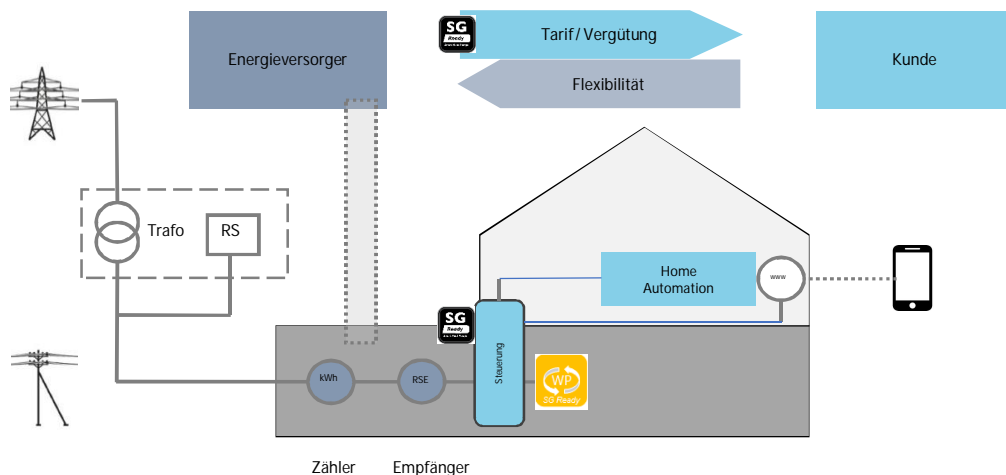 Energieversorger
SG
Ready
Tarif / Vergütung
Flexibilität
Kunde
Trafo
RS
Home
Automation
www
SG
Ready
Steuerung
kWh
RSE
WP
SG Ready
Zähler
Empfänger